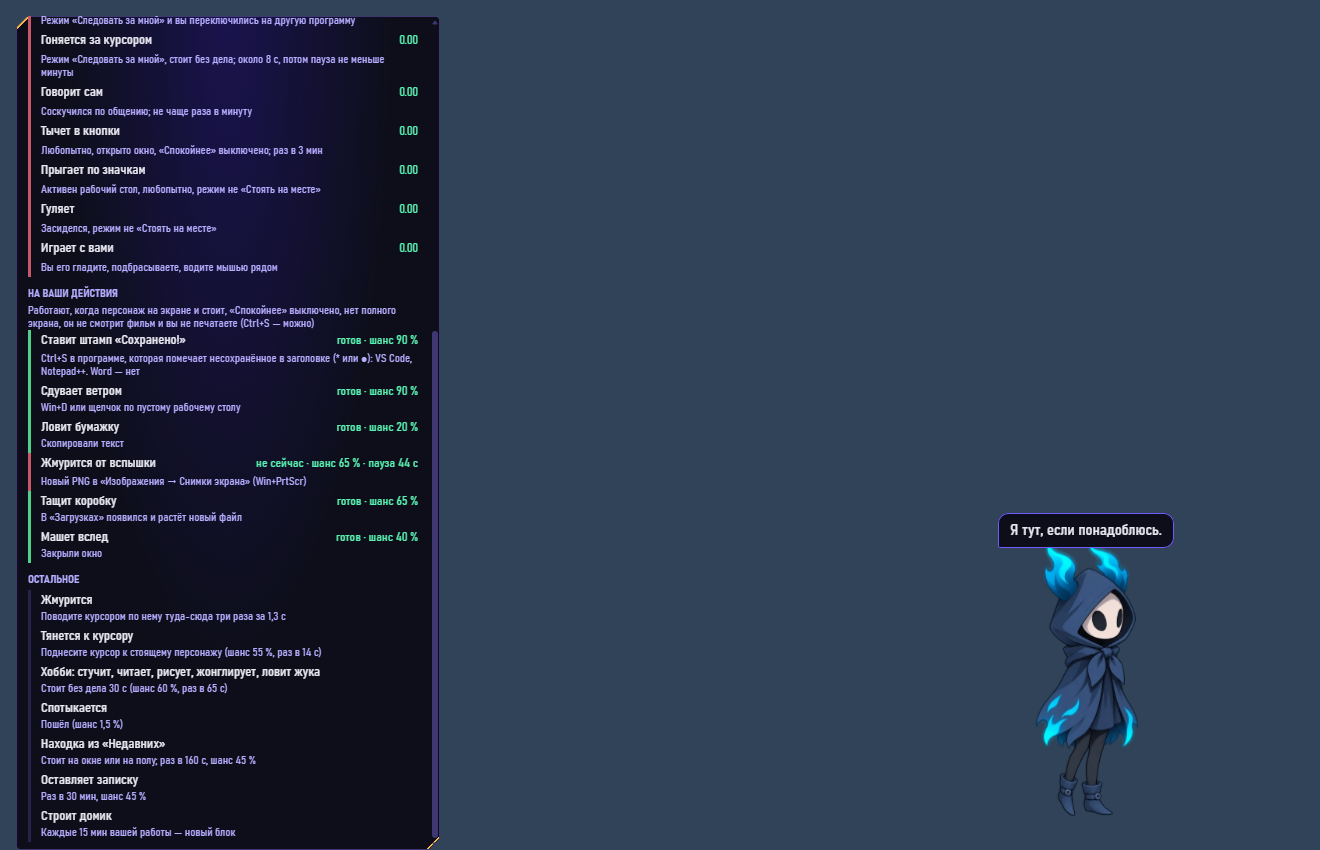 Режим «Следовать за мной» и вы переключились на другую программу
Гоняется за курсором 0.00
Режим «Следовать за мной», стоит без дела; около 8 с, потом пауза не меньше
минуты
Говорит сам 0.00
Соскучился по общению; не чаще раза в минуту
Тычет в кнопки 0.00
Любопытно, открыто окно, «Спокойнее» выключено; раз в 3 мин
Прыгает по значкам 0.00
Активен рабочий стол, любопытно, режим не «Стоять на месте»
Гуляет 0.00
Засиделся, режим не «Стоять на месте»
Играет с вами 0.00
Вы его гладите, подбрасываете, водите мышью рядом
НА ВАШИ ДЕЙСТВИЯ
Работают, когда персонаж на экране и стоит, «Спокойнее» выключено, нет полного
экрана, он не смотрит фильм и вы не печатаете (Ctrl+S — можно)
Ставит штамп «Сохранено!» готов · шанс 90 %
Ctrl+S в программе, которая помечает несохранённое в заголовке (* или ●): VS Code,
Notepad++. Word — нет
Сдувает ветром готов · шанс 90 %
Win+D или щелчок по пустому рабочему столу
Ловит бумажку готов · шанс 20 %
Скопировали текст
Жмурится от вспышки не сейчас · шанс 65 % · пауза 44 с
Новый PNG в «Изображения → Снимки экрана» (Win+PrtScr)
Тащит коробку готов · шанс 65 %
В «Загрузках» появился и растёт новый файл
Машет вслед готов · шанс 40 %
Закрыли окно
ОСТАЛЬНОЕ
Жмурится
Поводите курсором по нему туда-сюда три раза за 1,3 с
Тянется к курсору
Поднесите курсор к стоящему персонажу (шанс 55 %, раз в 14 с)
Хобби: стучит, читает, рисует, жонглирует, ловит жука
Стоит без дела 30 с (шанс 60 %, раз в 65 с)
Спотыкается
Пошёл (шанс 1,5 %)
Находка из «Недавних»
Стоит на окне или на полу; раз в 160 с, шанс 45 %
Оставляет записку
Раз в 30 мин, шанс 45 %
Строит домик
Каждые 15 мин вашей работы — новый блок
Я тут, если понадоблюсь.